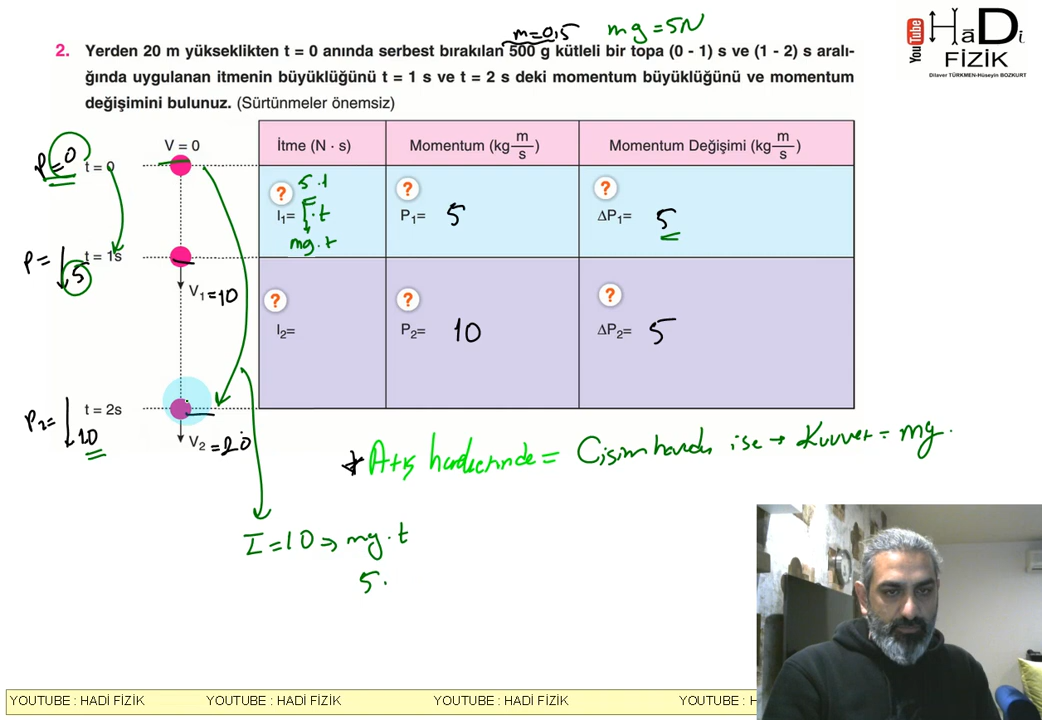 m=0,5
mg=5N
2. Yerden 20 m yükseklikten t = 0 anında serbest bırakılan 500 g kütleli bir topa (0 - 1) s ve (1 - 2) s aralı-
ğında uygulanan itmenin büyüklüğünü t = 1 s ve t = 2 s deki momentum büyüklüğünü ve momentum
değişimini bulunuz. (Sürtünmeler önemsiz)
YouTube HaDi
FİZİK
Dilaver TÜRKMEN-Hüseyin BOZKURT
P=0 t = 0 V = 0
İtme (N · s) Momentum (kg m/s) Momentum Değişimi (kg m/s)
? 5.1 ? ?
I₁= F.t P₁= 5 ΔP₁= 5
mg.t
P= 5 t = 1s
V₁=10
? ? ?
I₂= P₂= 10 ΔP₂= 5
P₂= 10 t = 2s
V₂=20
* Atış hareketinde = Cisim havada ise → Kuvvet = mg.
I=10 ⇒ mg.t
5.
YOUTUBE : HADİ FİZİK YOUTUBE : HADİ FİZİK YOUTUBE : HADİ FİZİK YOUTUBE : H